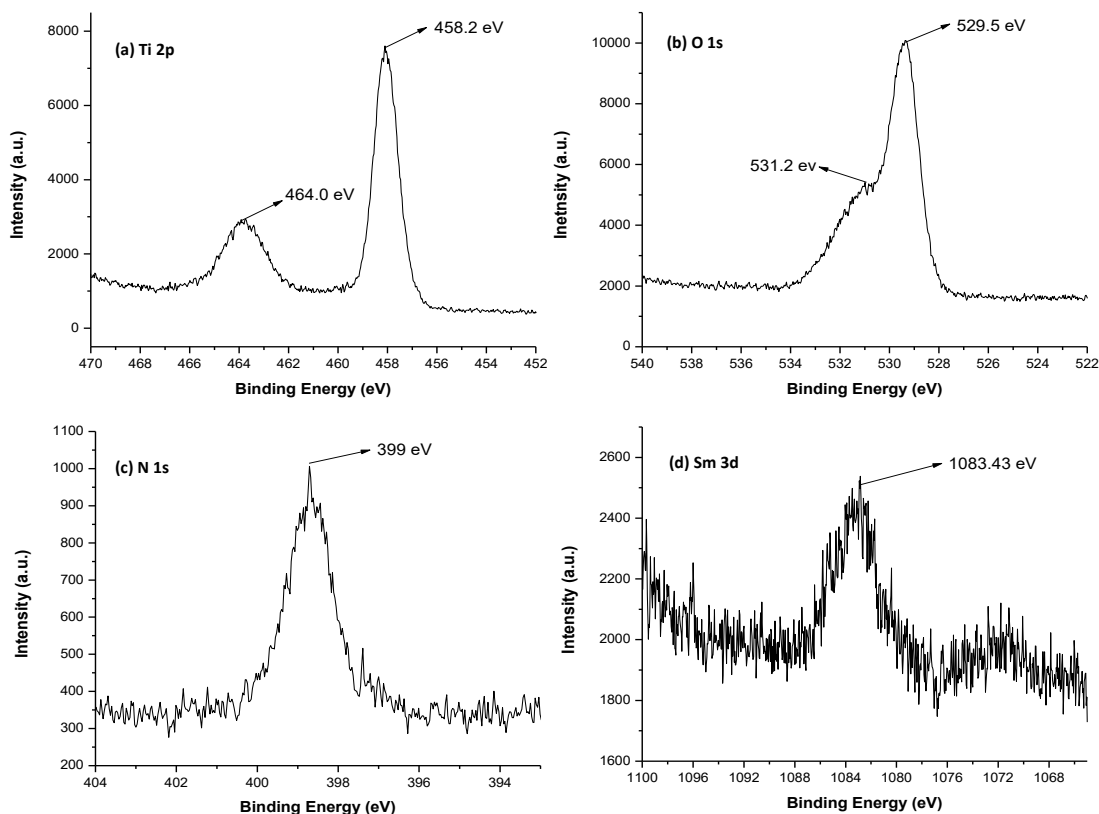 (a) Ti 2p
458.2 eV
464.0 eV
Intensity (a.u.)
8000
6000
4000
2000
0
470 468 466 464 462 460 458 456 454 452
Binding Energy (eV)
(b) O 1s
529.5 eV
531.2 ev
Inetnsity (a.u.)
10000
8000
6000
4000
2000
0
540 538 536 534 532 530 528 526 524 522
Binding Energy (eV)
(c) N 1s
399 eV
Intensity (a.u.)
1100
1000
900
800
700
600
500
400
300
200
404 402 400 398 396 394
Binding Energy (eV)
(d) Sm 3d
1083.43 eV
Intensity (a.u.)
2600
2400
2200
2000
1800
1600
1100 1096 1092 1088 1084 1080 1076 1072 1068
Binding Energy (eV)